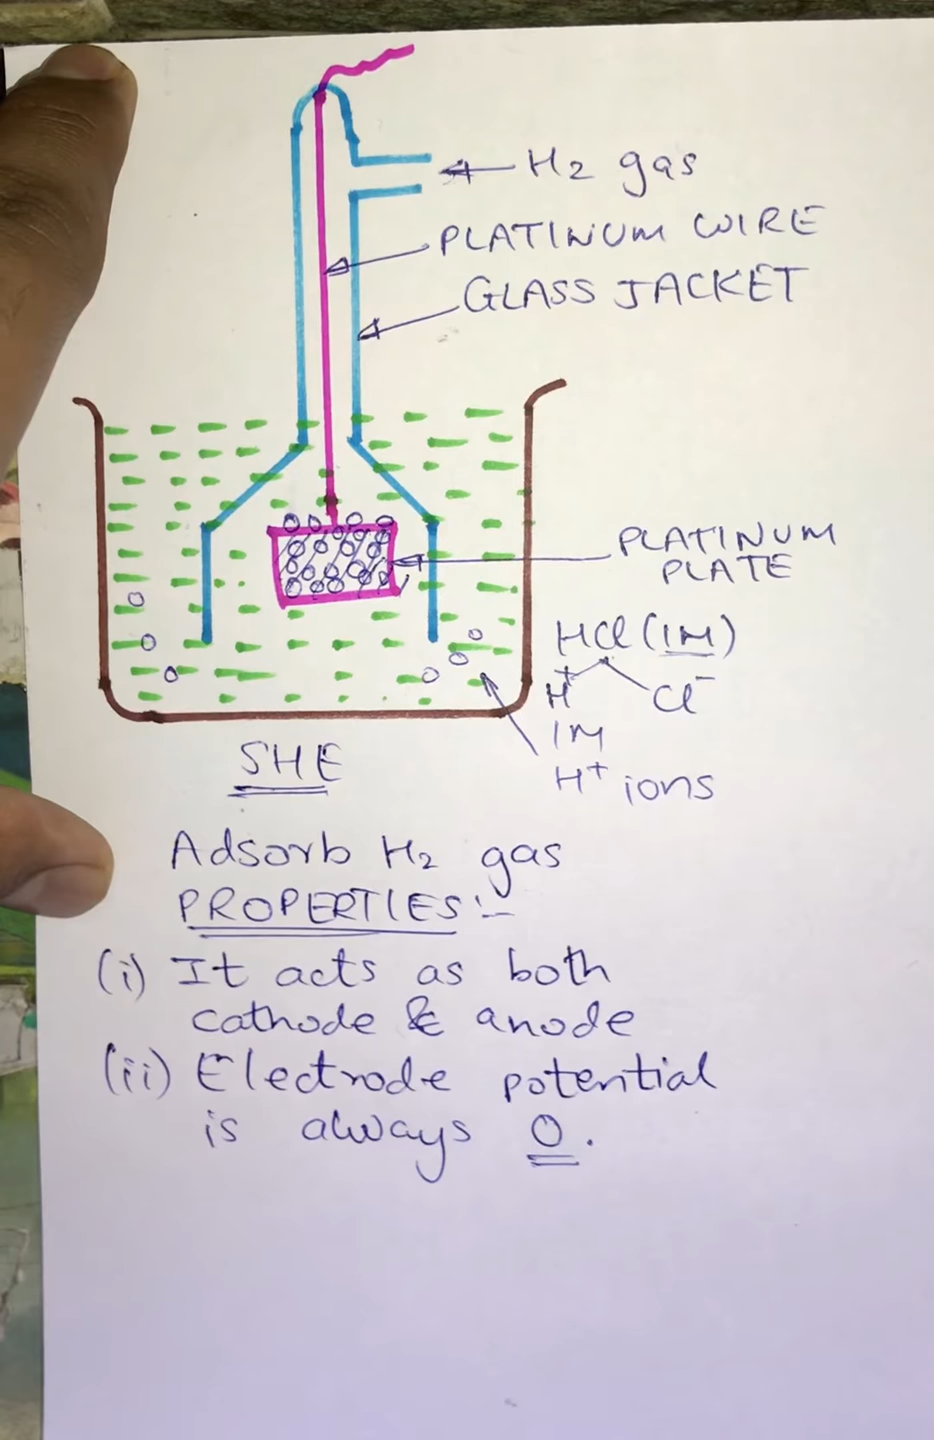 H2 gas
PLATINUM WIRE
GLASS JACKET
PLATINUM
PLATE
HCl (1M)
H+ Cl-
1M
H+ ions
SHE
Adsorb H2 gas
PROPERTIES:-
(i) It acts as both
cathode & anode
(ii) Electrode potential
is always 0.